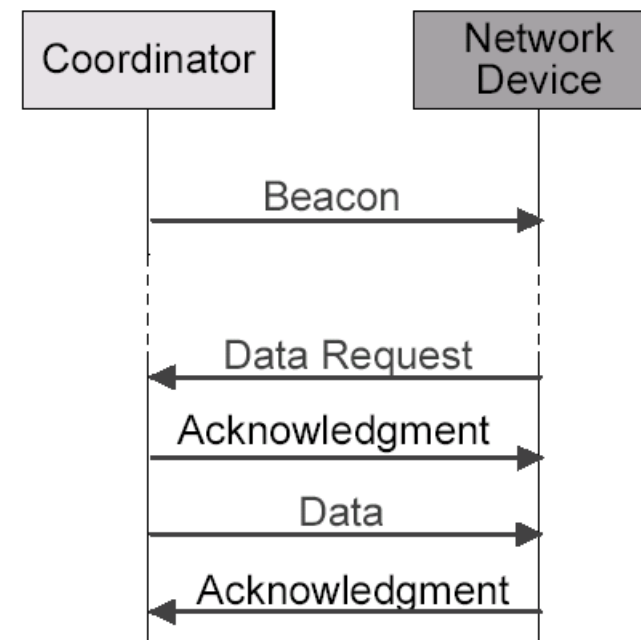 Coordinator
Network
Device
Beacon
Data Request
Acknowledgment
Data
Acknowledgment